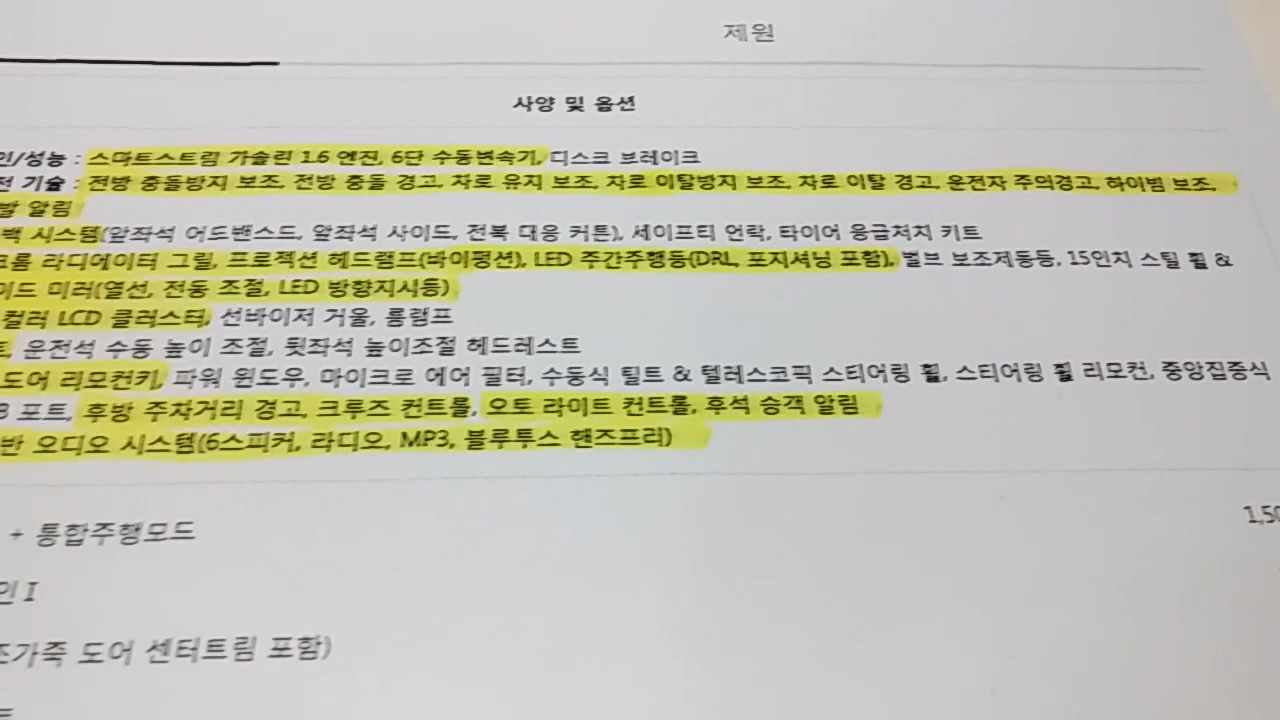 제원
사양 및 옵션
인/성능 : 스마트스트림 가솔린 1.6 엔진, 6단 수동변속기, 디스크 브레이크
전 기술 : 전방 충돌방지 보조, 전방 충돌 경고, 차로 유지 보조, 차로 이탈방지 보조, 차로 이탈 경고, 운전자 주의경고, 하이빔 보조,
발 알림
백 시스템(앞좌석 어드밴스드, 앞좌석 사이드, 전복 대응 커튼), 세이프티 언락, 타이어 응급처치 키트
크롬 라디에이터 그릴, 프로젝션 헤드램프(바이펑션), LED 주간주행등(DRL, 포지셔닝 포함), 벌브 보조제동등, 15인치 스틸 휠 &
이드 미러(열선, 전동 조절, LED 방향지시등)
컬러 LCD 클러스터, 선바이저 거울, 룸램프
트, 운전석 수동 높이 조절, 뒷좌석 높이조절 헤드레스트
도어 리모컨키, 파워 윈도우, 마이크로 에어 필터, 수동식 틸트 & 텔레스코픽 스티어링 휠, 스티어링 휠 리모컨, 중앙집중식
B 포트, 후방 주차거리 경고, 크루즈 컨트롤, 오토 라이트 컨트롤, 후석 승객 알림
반 오디오 시스템(6스피커, 라디오, MP3, 블루투스 핸즈프리)
+ 통합주행모드
1,50
인 I
조가죽 도어 센터트림 포함)